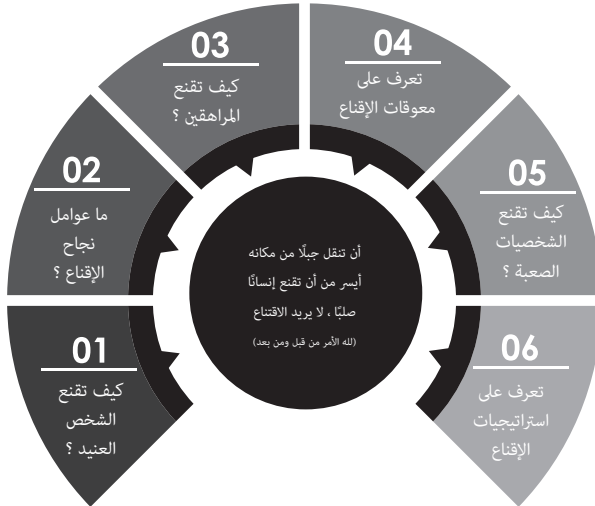 01
كيف تقنع
الشخص
العنيد ؟
02
ما عوامل
نجاح
الإقناع ؟
03
كيف تقنع
المراهقين ؟
04
تعرف على
معوقات الإقناع
05
كيف تقنع
الشخصيات
الصعبة ؟
06
تعرف على
استراتيجيات
الإقناع
أن تنقل جبلًا من مكانه
أيسر من أن تقنع إنسانًا
صلبًا ، لا يريد الاقتناع
(لله الأمر من قبل ومن بعد)